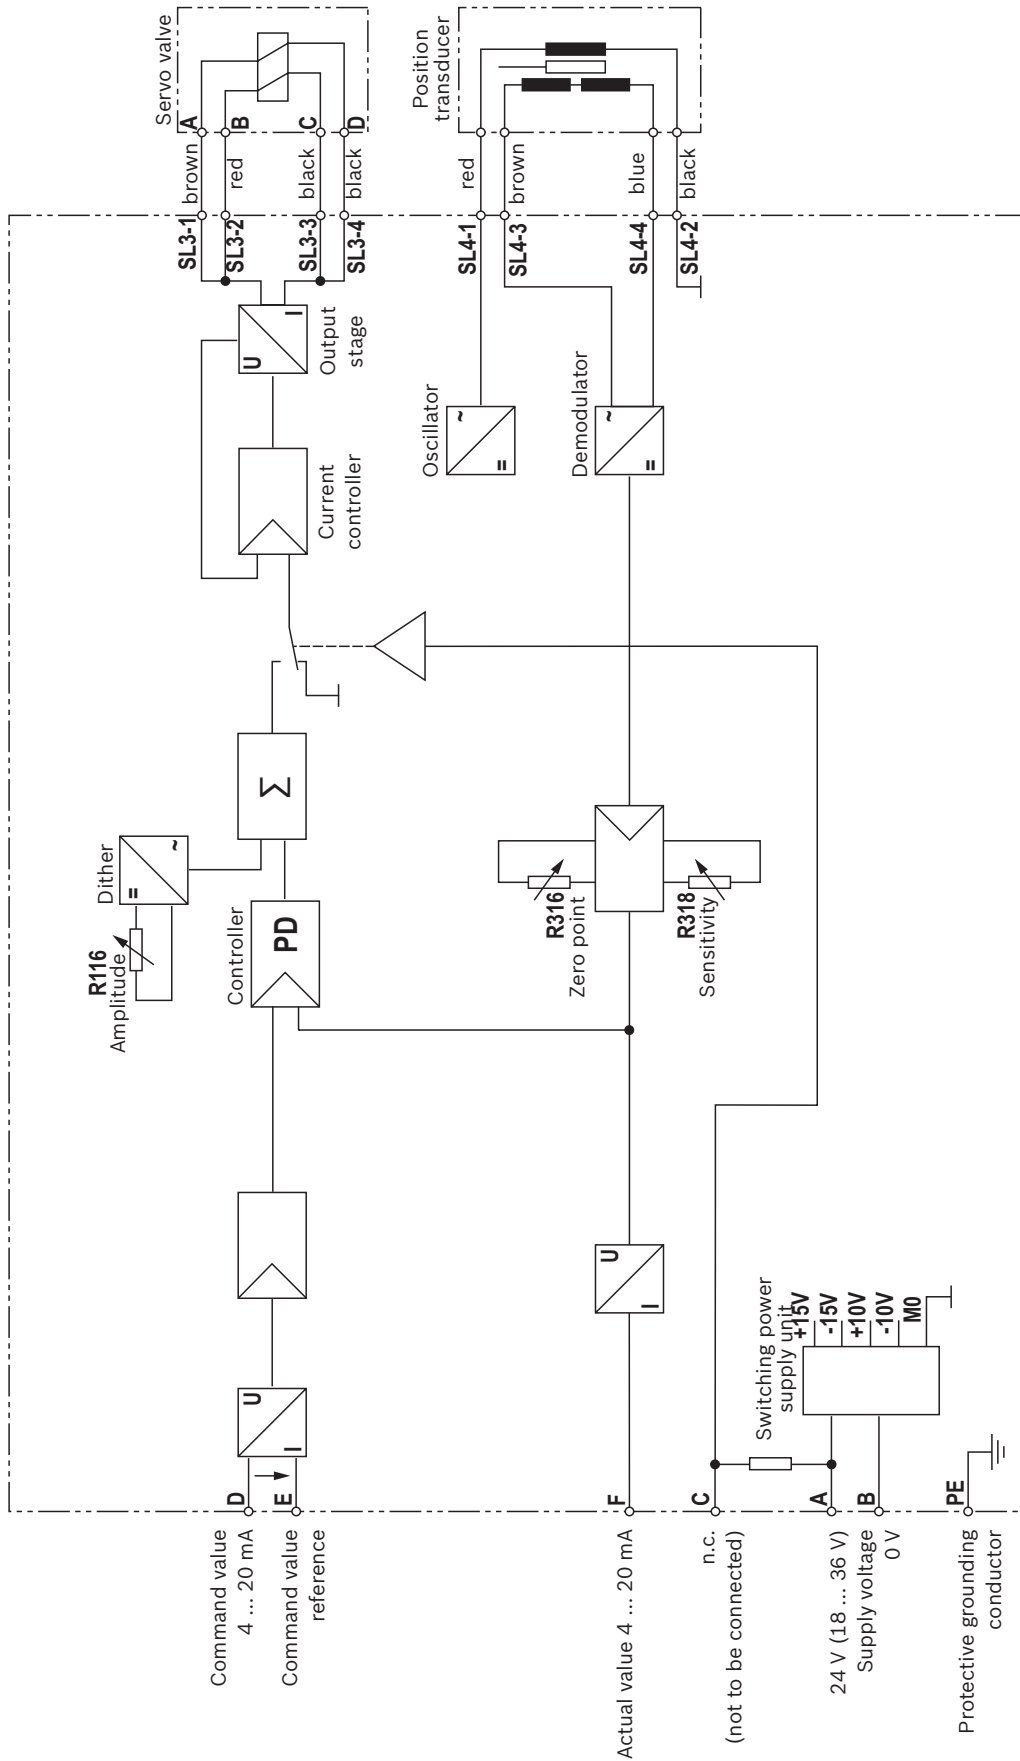 Servo valve
A
B
C
D
brown
red
black
black
SL3-1
SL3-2
SL3-3
SL3-4
U
I
Output
stage
Current
controller
Position
transducer
red
brown
blue
black
SL4-1
SL4-3
SL4-4
SL4-2
Oscillator
~
=
Demodulator
~
=
Σ
Dither
=
~
R116
Amplitude
Controller
PD
R316
Zero point
R318
Sensitivity
U
I
D
E
Command value
4 ... 20 mA
Command value
reference
U
I
F
Actual value 4 ... 20 mA
C
n.c.
(not to be connected)
Switching power
supply unit
+15V
-15V
+10V
-10V
M0
A
B
24 V (18 ... 36 V)
Supply voltage
0 V
PE
Protective grounding
conductor